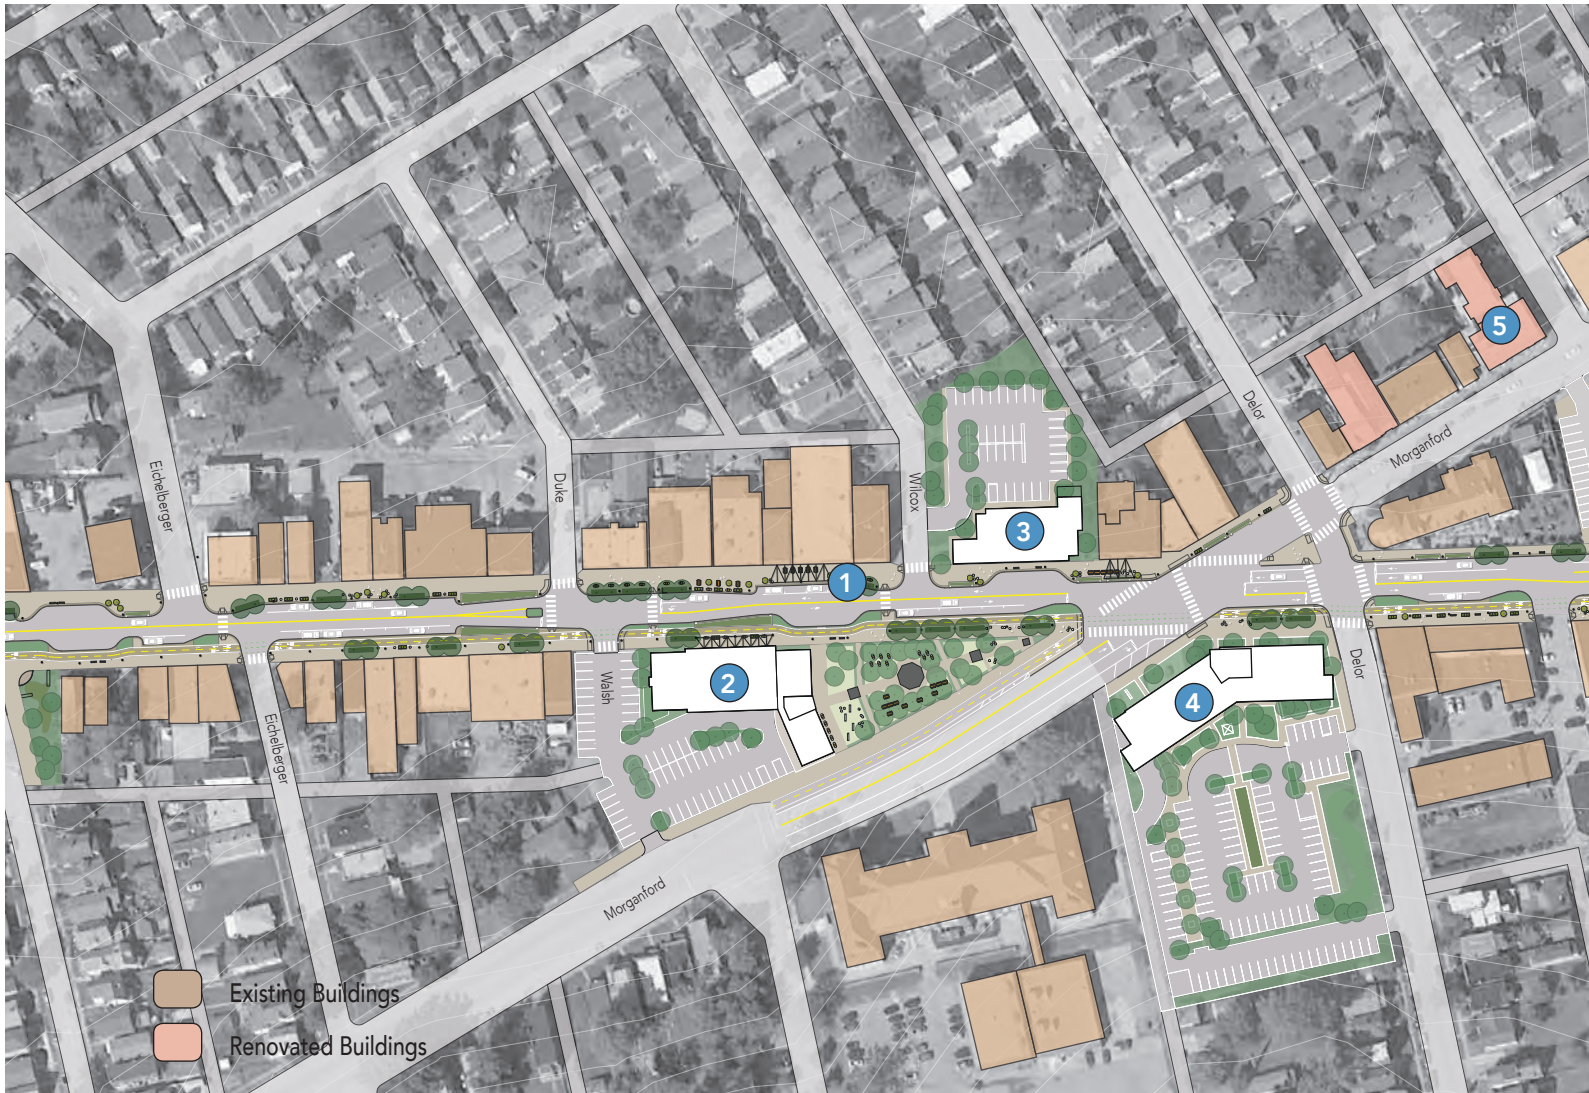 5
Delor
Morganford
Eichelberger
Duke
Wilcox
3
1
2
Walsh
4
Delor
Eichelberger
Morganford
Existing Buildings
Renovated Buildings